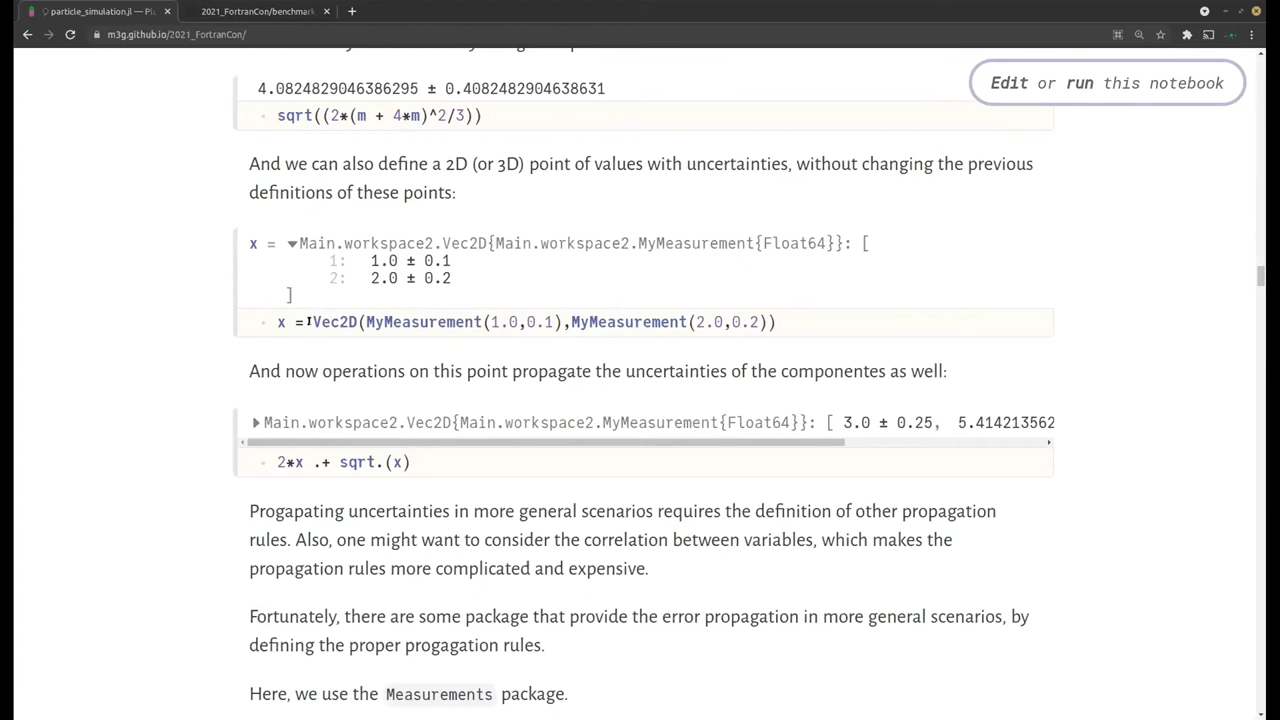 particle_simulation.jl — Pl
2021_FortranCon/benchmark
m3g.github.io/2021_FortranCon/
4.0824829046386295 ± 0.4082482904638631
Edit or run this notebook
sqrt((2*(m + 4*m)^2/3))
And we can also define a 2D (or 3D) point of values with uncertainties, without changing the previous
definitions of these points:
x = ▼Main.workspace2.Vec2D{Main.workspace2.MyMeasurement{Float64}}: [
1: 1.0 ± 0.1
2: 2.0 ± 0.2
]
x = Vec2D(MyMeasurement(1.0,0.1),MyMeasurement(2.0,0.2))
And now operations on this point propagate the uncertainties of the componentes as well:
Main.workspace2.Vec2D{Main.workspace2.MyMeasurement{Float64}}: [ 3.0 ± 0.25, 5.414213562
2*x .+ sqrt.(x)
Progapating uncertainties in more general scenarios requires the definition of other propagation
rules. Also, one might want to consider the correlation between variables, which makes the
propagation rules more complicated and expensive.
Fortunately, there are some package that provide the error propagation in more general scenarios, by
defining the proper progagation rules.
Here, we use the Measurements package.